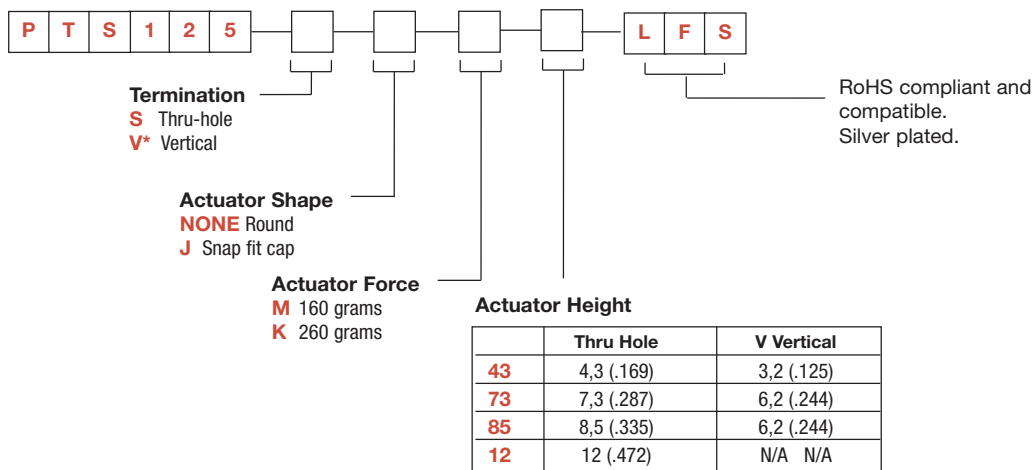 P T S 1 2 5 L F S
RoHS compliant and
compatible.
Silver plated.
Termination
S Thru-hole
V* Vertical
Actuator Shape
NONE Round
J Snap fit cap
Actuator Force
M 160 grams
K 260 grams
Actuator Height
Thru Hole V Vertical
43 4,3 (.169) 3,2 (.125)
73 7,3 (.287) 6,2 (.244)
85 8,5 (.335) 6,2 (.244)
12 12 (.472) N/A N/A